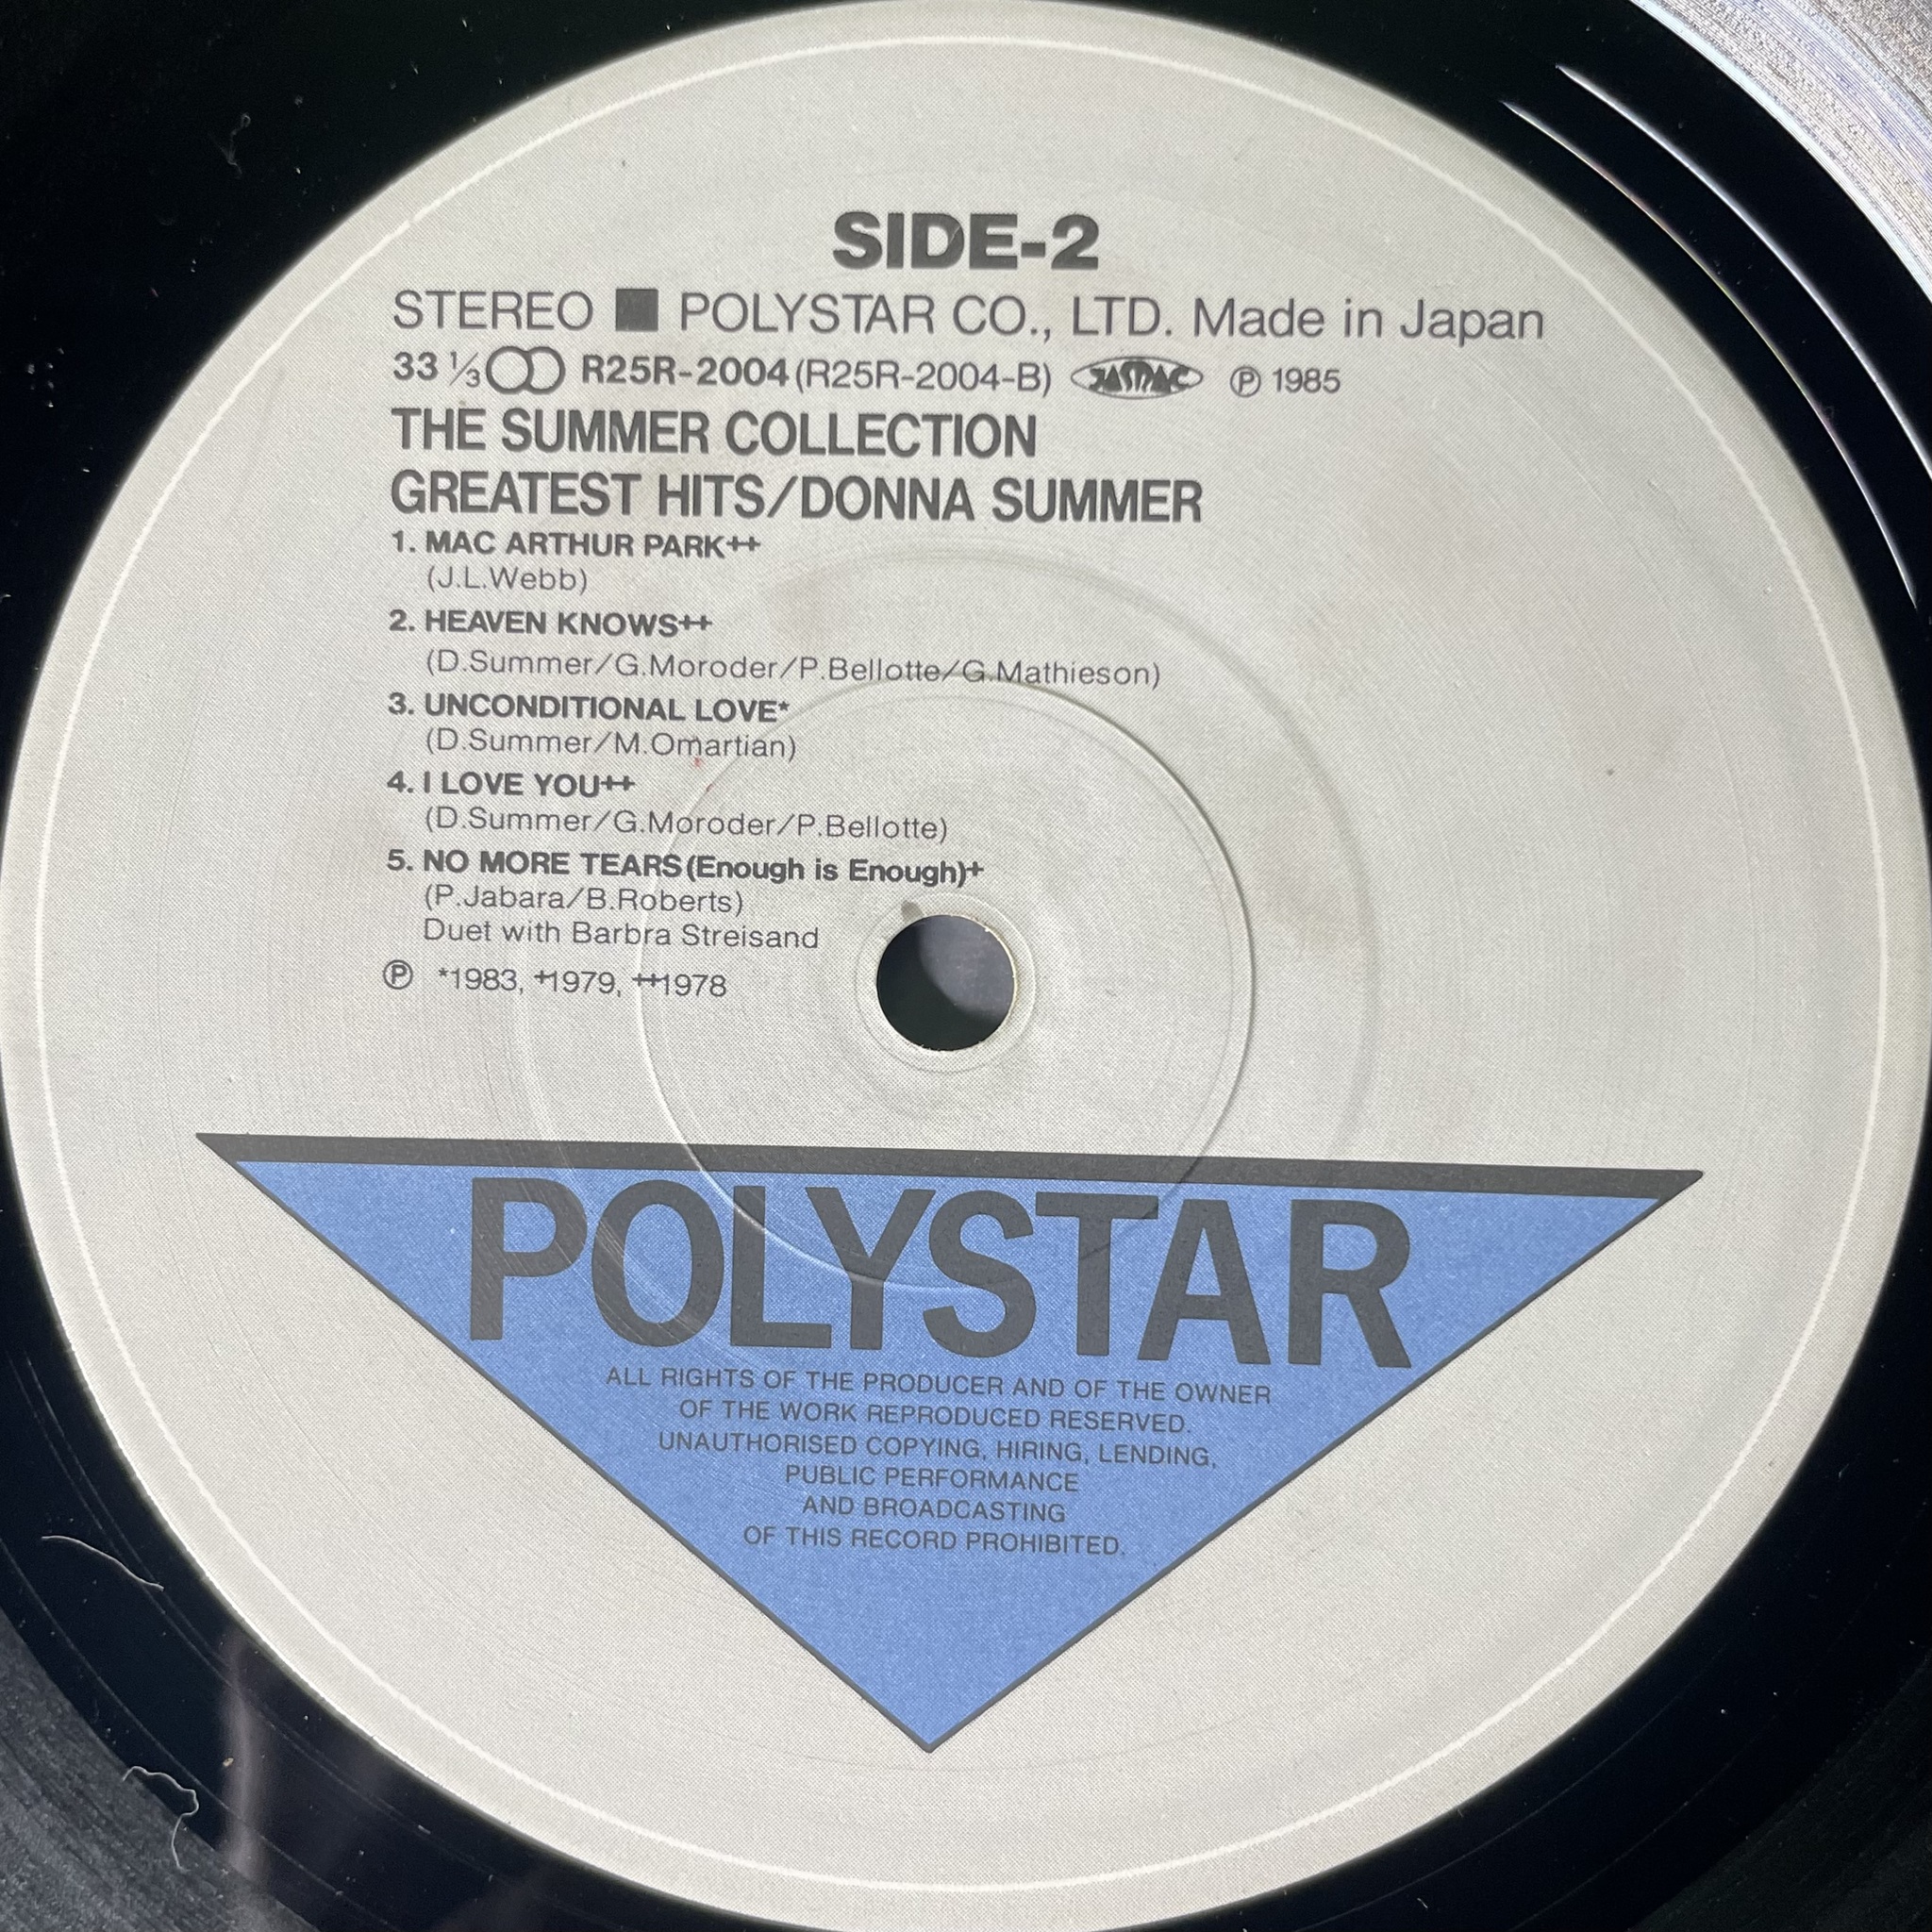 SIDE-2
STEREO ■ POLYSTAR CO., LTD. Made in Japan
33 ⅓ R25R-2004 (R25R-2004-B) JASRAC ℗ 1985
THE SUMMER COLLECTION
GREATEST HITS/DONNA SUMMER
1. MAC ARTHUR PARK++
(J.L.Webb)
2. HEAVEN KNOWS++
(D.Summer/G.Moroder/P.Bellotte/G.Mathieson)
3. UNCONDITIONAL LOVE*
(D.Summer/M.Omartian)
4. I LOVE YOU++
(D.Summer/G.Moroder/P.Bellotte)
5. NO MORE TEARS (Enough is Enough)+
(P.Jabara/B.Roberts)
Duet with Barbra Streisand
℗ *1983, +1979, ++1978
POLYSTAR
ALL RIGHTS OF THE PRODUCER AND OF THE OWNER
OF THE WORK REPRODUCED RESERVED.
UNAUTHORISED COPYING, HIRING, LENDING,
PUBLIC PERFORMANCE
AND BROADCASTING
OF THIS RECORD PROHIBITED.